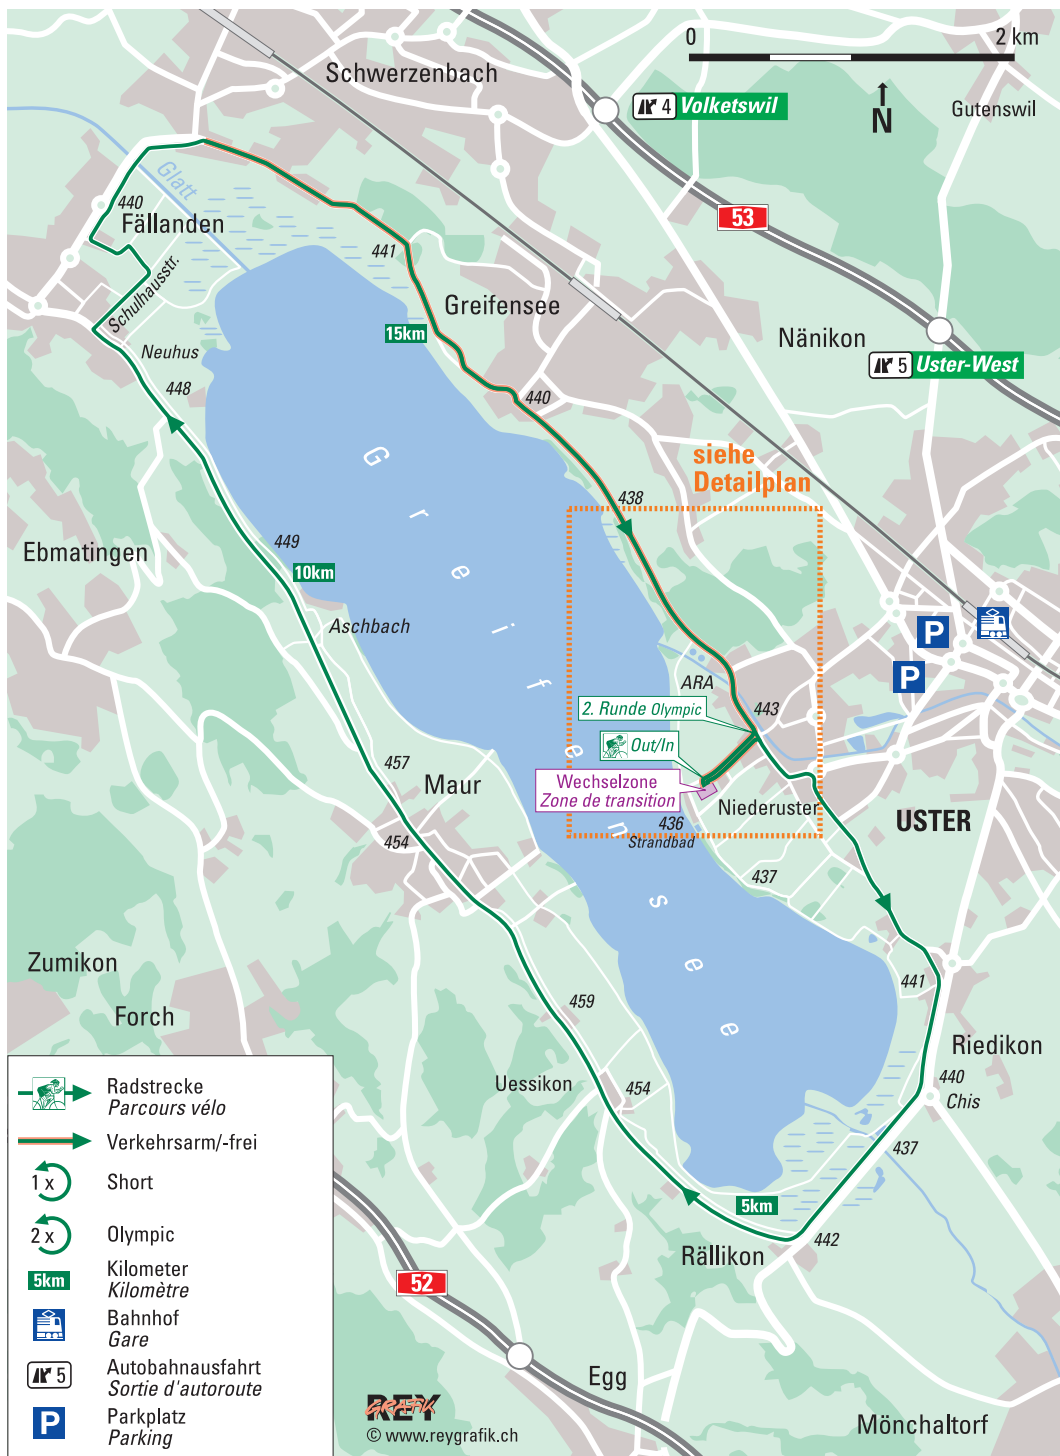 0 2 km
Schwerzenbach
4 Volketswil
N
Gutenswil
Glatt
440
Fällanden
53
441
Schulhausstr.
Greifensee
15km
Nänikon
Neuhus
5 Uster-West
448
440
Greifensee
siehe
Detailplan
438
Ebmatingen
449
10km
Aschbach
P
P
ARA
2. Runde Olympic
443
Out/In
457
Maur
Wechselzone
Zone de transition
Niederuster
436
Strandbad
USTER
454
437
Zumikon
441
Forch
459
Riedikon
Uessikon
454
440
Chis
437
5km
442
Rällikon
52
Egg
Mönchaltorf
Radstrecke
Parcours vélo
Verkehrsarm/-frei
1 x Short
2 x Olympic
5km Kilometer
Kilomètre
Bahnhof
Gare
5 Autobahnausfahrt
Sortie d'autoroute
P Parkplatz
Parking
REY
GRAFIK
© www.reygrafik.ch